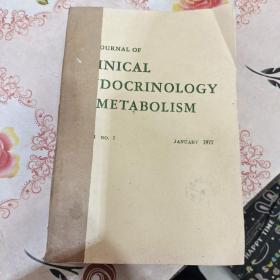 OURNAL OF
INICAL
DOCRINOLOGY
METABOLISM
NO. 1
JANUARY 1977